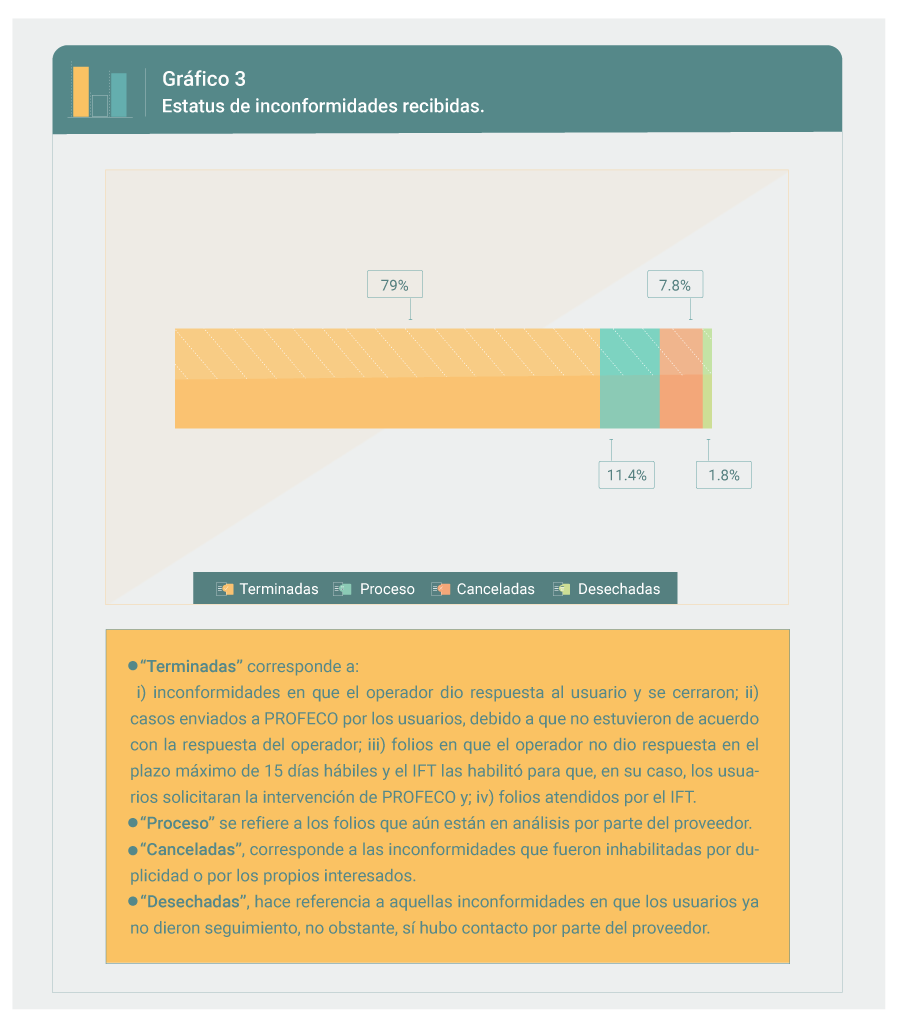 Gráfico 3
Estatus de inconformidades recibidas.
79%
7.8%
11.4%
1.8%
Terminadas Proceso Canceladas Desechadas
●“Terminadas” corresponde a:
i) inconformidades en que el operador dio respuesta al usuario y se cerraron; ii)
casos enviados a PROFECO por los usuarios, debido a que no estuvieron de acuerdo
con la respuesta del operador; iii) folios en que el operador no dio respuesta en el
plazo máximo de 15 días hábiles y el IFT las habilitó para que, en su caso, los usua-
rios solicitaran la intervención de PROFECO y; iv) folios atendidos por el IFT.
●“Proceso” se refiere a los folios que aún están en análisis por parte del proveedor.
●“Canceladas”, corresponde a las inconformidades que fueron inhabilitadas por du-
plicidad o por los propios interesados.
●“Desechadas”, hace referencia a aquellas inconformidades en que los usuarios ya
no dieron seguimiento, no obstante, sí hubo contacto por parte del proveedor.